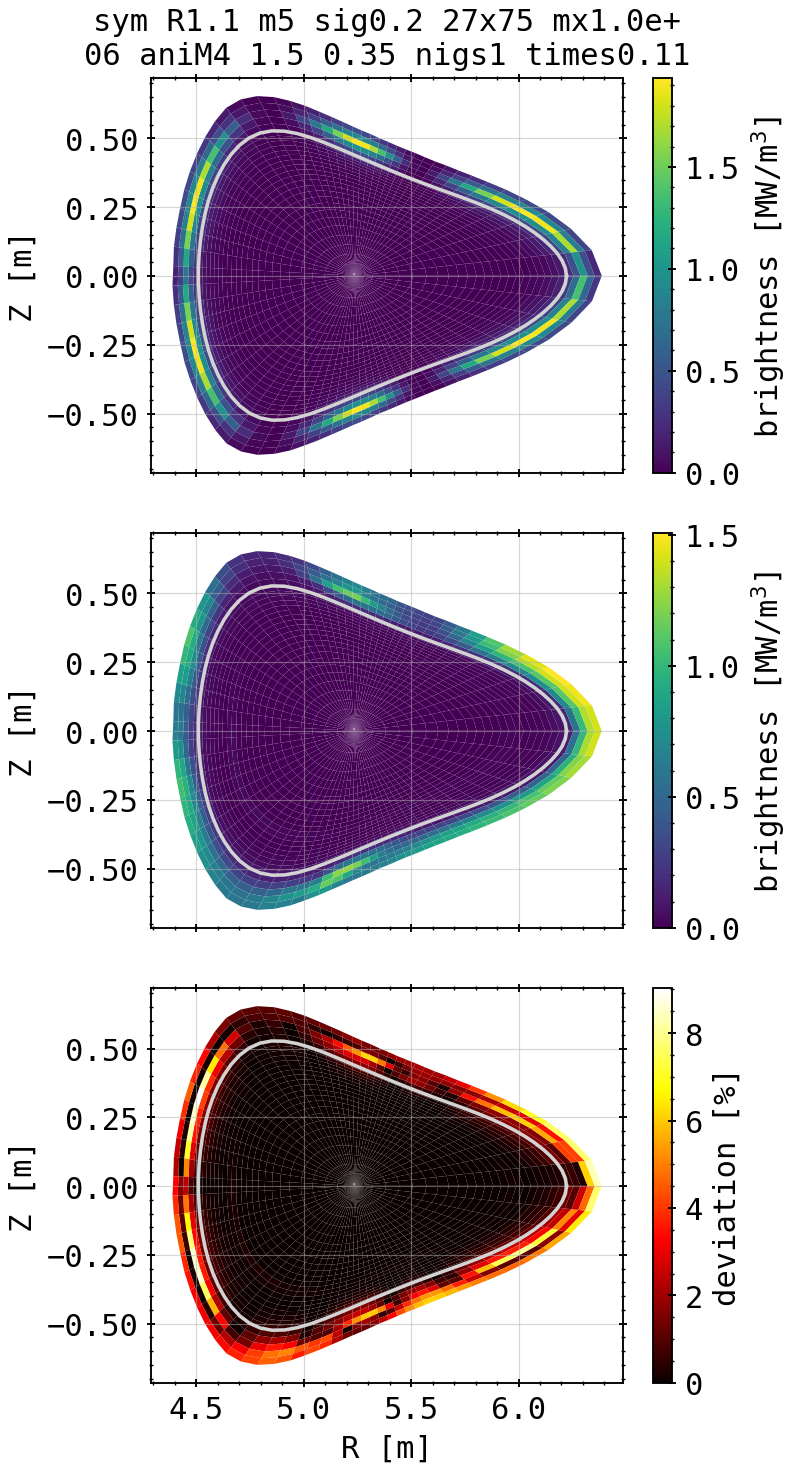 sym R1.1 m5 sig0.2 27x75 mx1.0e+
06 aniM4 1.5 0.35 nigs1 times0.11
0.50
0.25
0.00
−0.25
−0.50
Z [m]
1.5
1.0
0.5
0.0
brightness [MW/m³]
0.50
0.25
0.00
−0.25
−0.50
Z [m]
1.5
1.0
0.5
0.0
brightness [MW/m³]
0.50
0.25
0.00
−0.25
−0.50
Z [m]
8
6
4
2
0
deviation [%]
4.5 5.0 5.5 6.0
R [m]